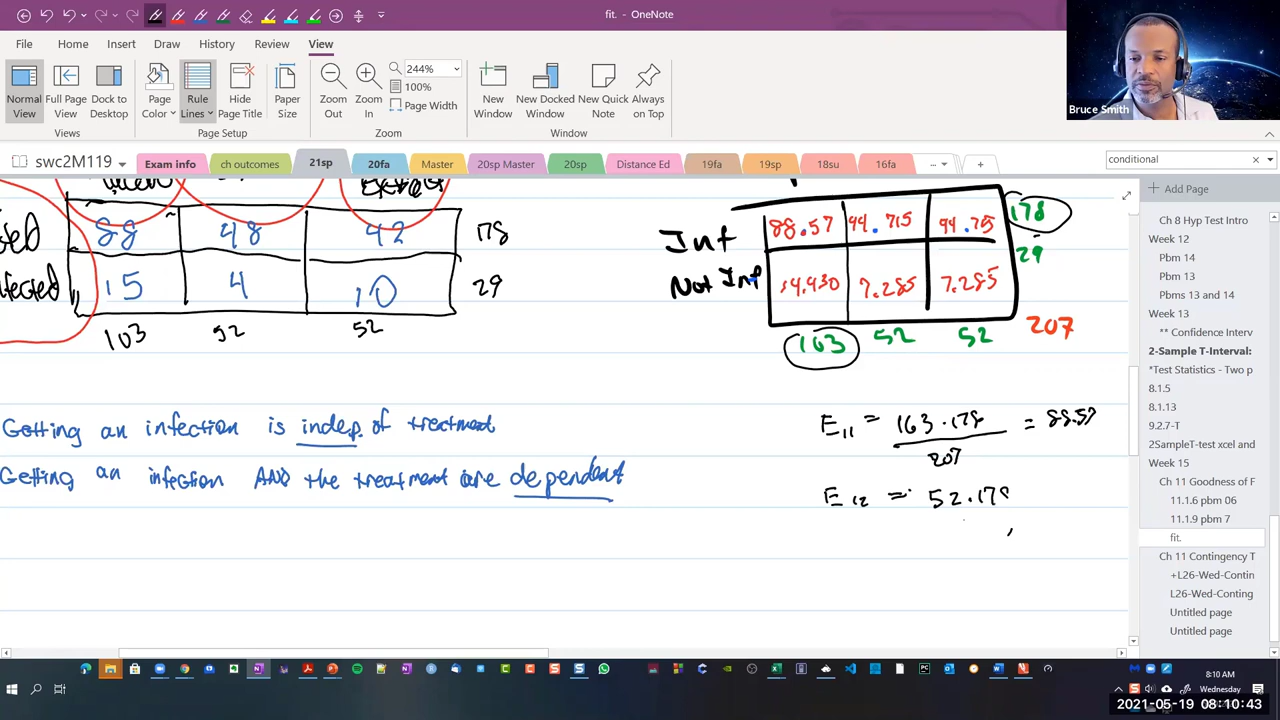 fit. - OneNote
File Home Insert Draw History Review View
244%
100%
Page Width
Normal View
Full Page View
Dock to Desktop
Page Color
Rule Lines
Hide Page Title
Paper Size
Zoom Out
Zoom In
New Window
New Docked Window
New Quick Notes
Always on Top
Views
Page Setup
Zoom
Window
Bruce Smith
swc2M119
Exam info ch outcomes 21sp 20fa Master 20sp Master 20sp Distance Ed 19fa 19sp 18su 16fa
conditional
Add Page
Ch 8 Hyp Test Intro
Week 12
Pbm 14
Pbm 13
Pbms 13 and 14
Week 13
** Confidence Interv
2-Sample T-Interval:
*Test Statistics - Two p
8.1.5
8.1.13
9.2.7-T
2SampleT-test xcel and
Week 15
Ch 11 Goodness of F
11.1.6 pbm 06
11.1.9 pbm 7
fit.
Ch 11 Contingency T
+L26-Wed-Contin
L26-Wed-Conting
Untitled page
Untitled page
88 48 42 178
15 4 10 29
103 52 52
Inf 88.57 44.715 44.715 178
29
Not Inf 14.430 7.285 7.285
103 52 52 207
Getting an infection is indep. of treatment
Getting an infection AND the treatment are dependent
E11 = 163.178 = 88.57
207
E12 = 52.178
8:10 AM
Wednesday
2021-05-19 08:10:43